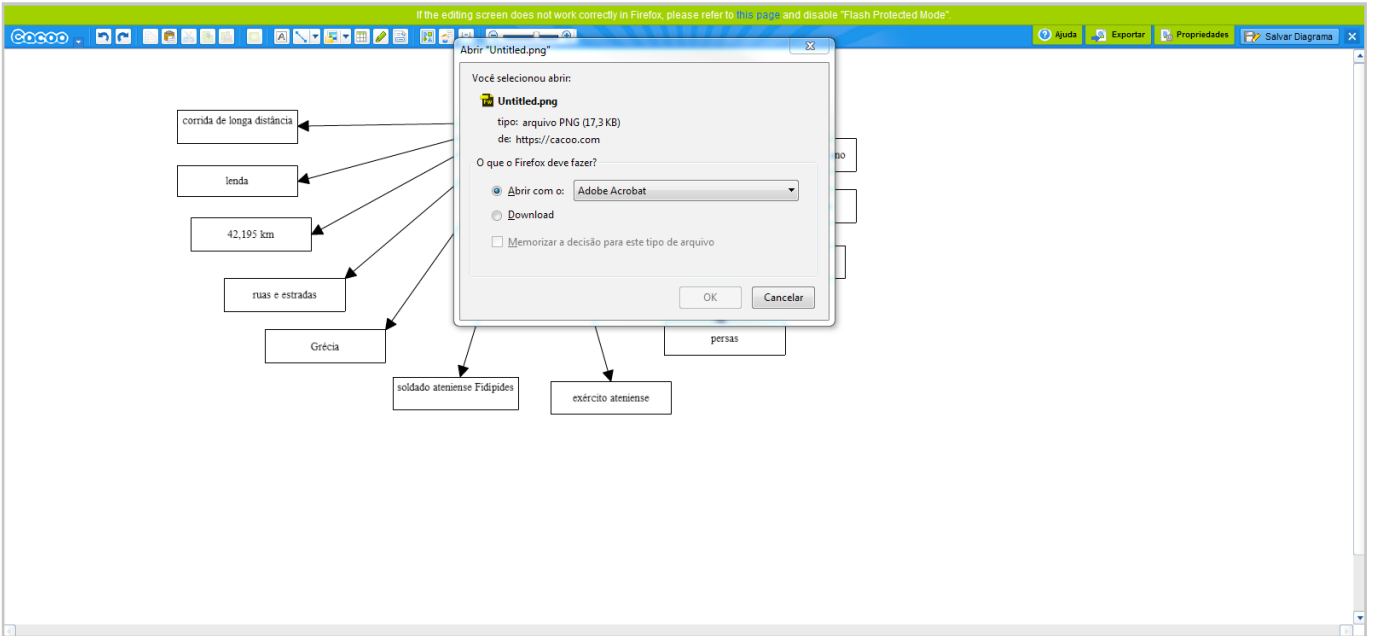 If the editing screen does not work correctly in Firefox, please refer to this page and disable "Flash Protected Mode".
Cacoo
Ajuda
Exportar
Propriedades
Salvar Diagrama
Abrir "Untitled.png"
Você selecionou abrir:
Untitled.png
tipo: arquivo PNG (17,3 KB)
de: https://cacoo.com
O que o Firefox deve fazer?
Abrir com o: Adobe Acrobat
Download
Memorizar a decisão para este tipo de arquivo
OK
Cancelar
corrida de longa distância
lenda
42,195 km
ruas e estradas
Grécia
soldado ateniense Fidípides
exército ateniense
persas
no